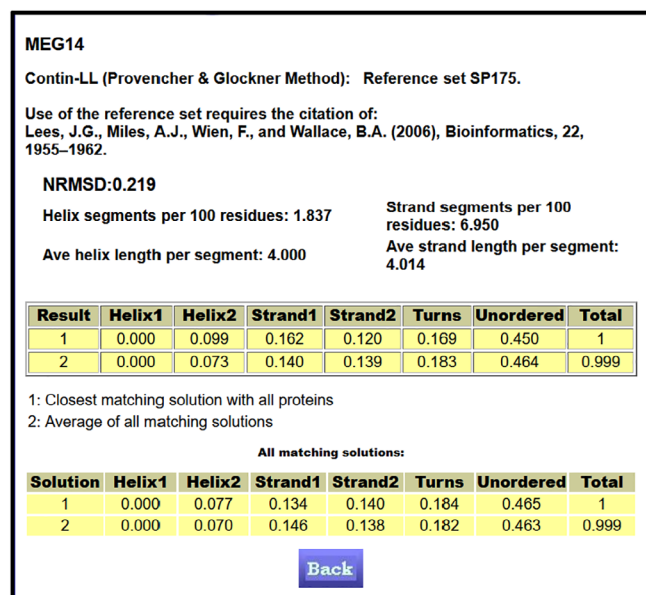 MEG14
Contin-LL (Provencher & Glockner Method): Reference set SP175.
Use of the reference set requires the citation of:
Lees, J.G., Miles, A.J., Wien, F., and Wallace, B.A. (2006), Bioinformatics, 22,
1955–1962.
NRMSD:0.219
Helix segments per 100 residues: 1.837
Strand segments per 100
residues: 6.950
Ave helix length per segment: 4.000
Ave strand length per segment:
4.014
Result Helix1 Helix2 Strand1 Strand2 Turns Unordered Total
1 0.000 0.099 0.162 0.120 0.169 0.450 1
2 0.000 0.073 0.140 0.139 0.183 0.464 0.999
1: Closest matching solution with all proteins
2: Average of all matching solutions
All matching solutions:
Solution Helix1 Helix2 Strand1 Strand2 Turns Unordered Total
1 0.000 0.077 0.134 0.140 0.184 0.465 1
2 0.000 0.070 0.146 0.138 0.182 0.463 0.999
Back